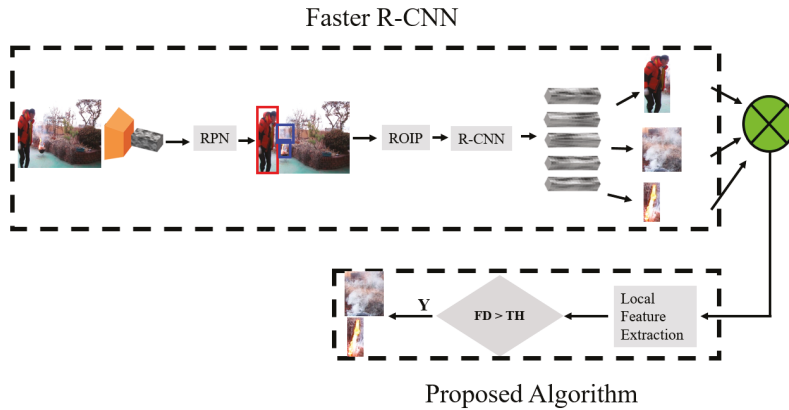 Faster R-CNN
RPN
ROIP
R-CNN
Y
FD > TH
Local
Feature
Extraction
Proposed Algorithm